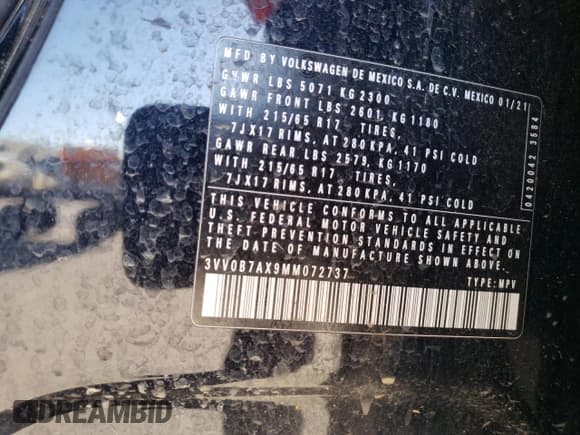 MFD BY VOLKSWAGEN DE MEXICO S.A. DE C.V. MEXICO 01/21
GVWR LBS 5071 KG 2300
GAWR FRONT LBS 2601, KG 1180
WITH 215/65 R17 TIRES,
7JX17 RIMS, AT 280 KPA, 41 PSI COLD
GAWR REAR LBS 2579, KG 1170
WITH 215/65 R17 TIRES,
7JX17 RIMS, AT 280 KPA, 41 PSI COLD
THIS VEHICLE CONFORMS TO ALL APPLICABLE
U.S. FEDERAL MOTOR VEHICLE SAFETY AND
THEFT PREVENTION STANDARDS IN EFFECT ON
THE DATE OF MANUFACTURE SHOWN ABOVE
3VV0B7AX9MM072737
TYPE: MPV
0420042 3684
DREAMBID